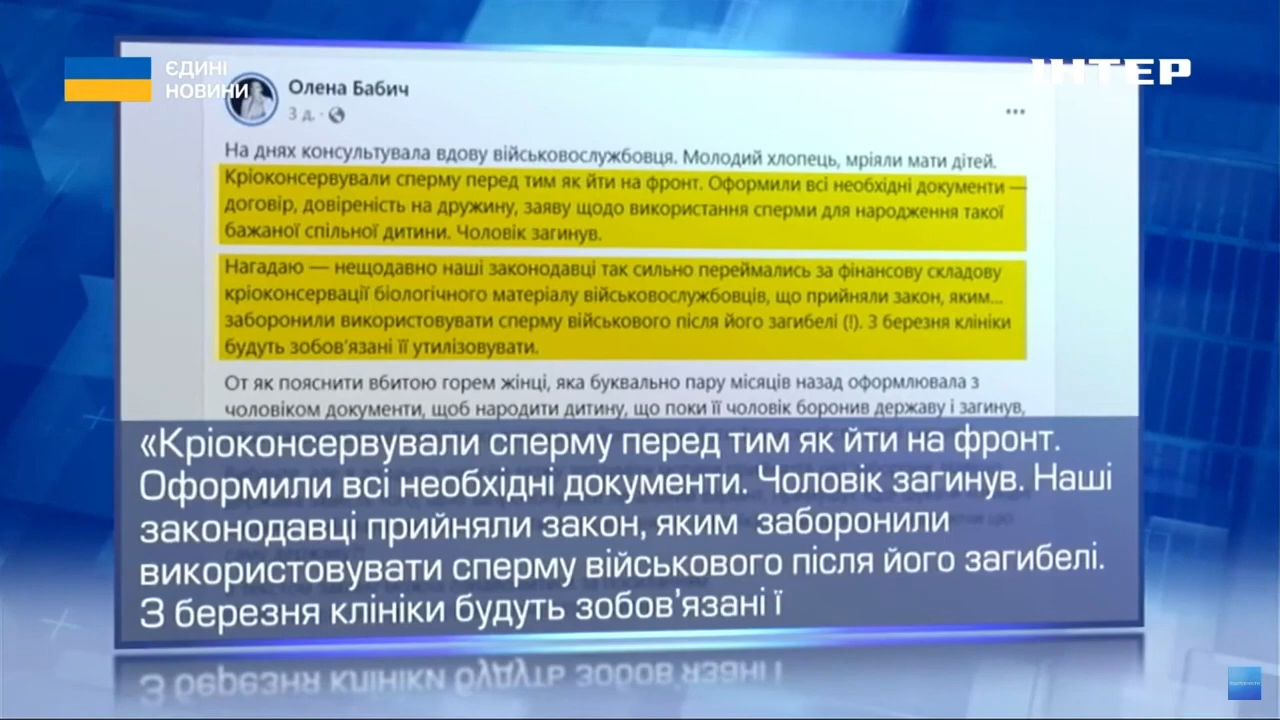 ЄДИНІ
НОВИНИ
ІНТЕР
Олена Бабич
3 д. ·
На днях консультувала вдову військовослужбовця. Молодий хлопець, мріяли мати дітей.
Кріоконсервували сперму перед тим як йти на фронт. Оформили всі необхідні документи —
договір, довіреність на дружину, заяву щодо використання сперми для народження такої
бажаної спільної дитини. Чоловік загинув.
Нагадаю — нещодавно наші законодавці так сильно переймались за фінансову складову
кріоконсервації біологічного матеріалу військовослужбовців, що прийняли закон, яким...
заборонили використовувати сперму військового після його загибелі (!). З березня клініки
будуть зобов'язані її утилізовувати.
От як пояснити вбитою горем жінці, яка буквально пару місяців назад оформлювала з
чоловіком документи, щоб народити дитину, що поки її чоловік боронив державу і загинув,
«Кріоконсервували сперму перед тим як йти на фронт.
Оформили всі необхідні документи. Чоловік загинув. Наші
законодавці прийняли закон, яким заборонили
використовувати сперму військового після його загибелі.
З березня клініки будуть зобов'язані ї